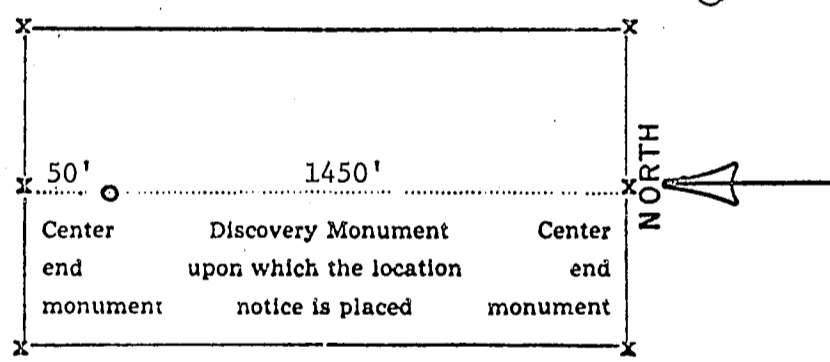 50' 1450'
Center Discovery Monument Center
end upon which the location end
monument notice is placed monument
NORTH